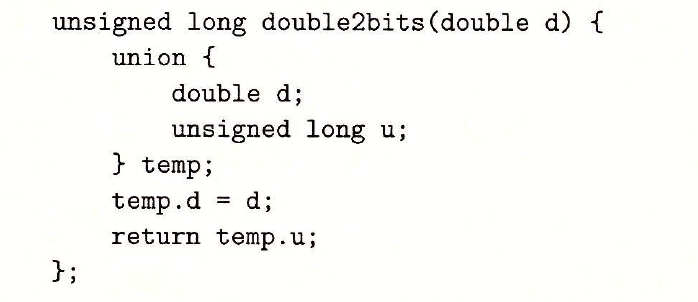 unsigned long double2bits(double d) {
    union {
        double d;
        unsigned long u;
    } temp;
    temp.d = d;
    return temp.u;
};